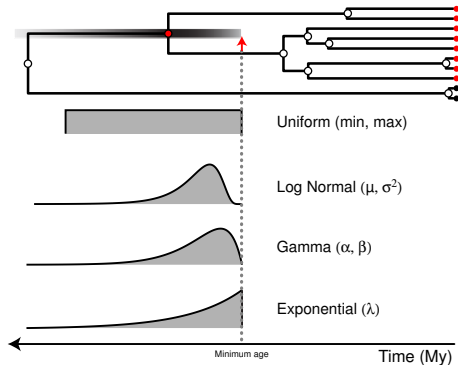 Uniform (min, max)
Log Normal (μ, σ²)
Gamma (α, β)
Exponential (λ)
Minimum age
Time (My)